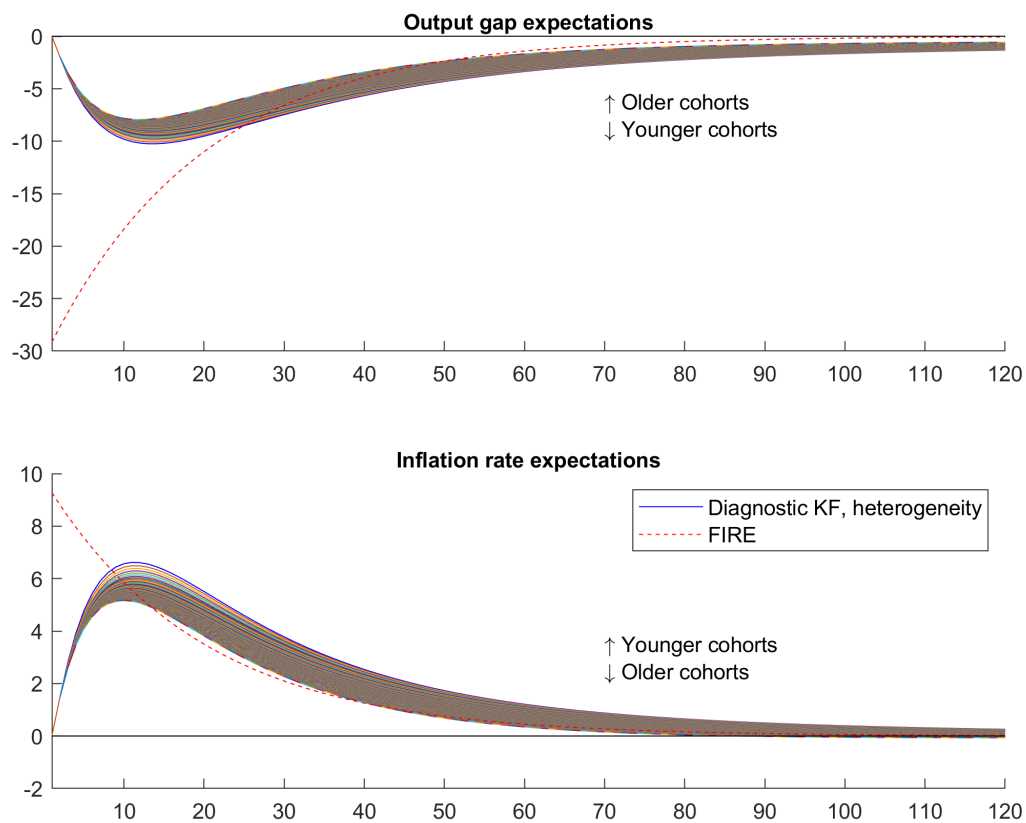 Output gap expectations
0
-5
-10
-15
-20
-25
-30
↑ Older cohorts
↓ Younger cohorts
10 20 30 40 50 60 70 80 90 100 110 120
Inflation rate expectations
10
8
6
4
2
0
-2
Diagnostic KF, heterogeneity
FIRE
↑ Younger cohorts
↓ Older cohorts
10 20 30 40 50 60 70 80 90 100 110 120